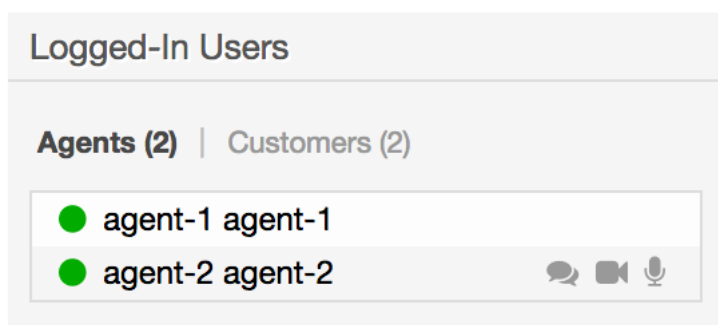 Logged-In Users
Agents (2) | Customers (2)
agent-1 agent-1
agent-2 agent-2